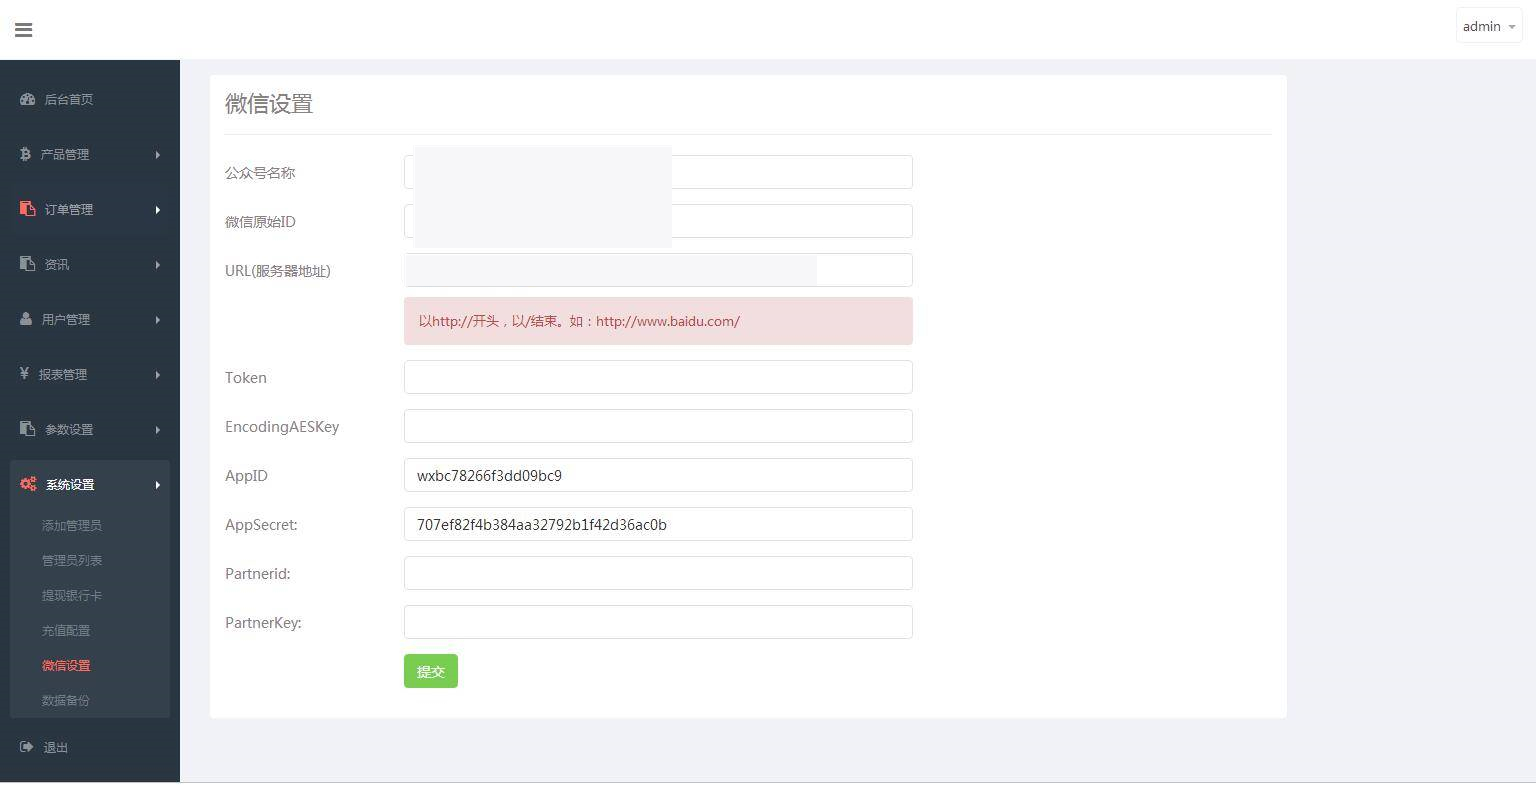 admin
后台首页
产品管理
订单管理
资讯
用户管理
报表管理
参数设置
系统设置
添加管理员
管理员列表
提现银行卡
充值配置
微信设置
数据备份
退出
微信设置
公众号名称
微信原始ID
URL(服务器地址)
以http://开头，以/结束。如：http://www.baidu.com/
Token
EncodingAESKey
AppID wxbc78266f3dd09bc9
AppSecret: 707ef82f4b384aa32792b1f42d36ac0b
Partnerid:
PartnerKey:
提交